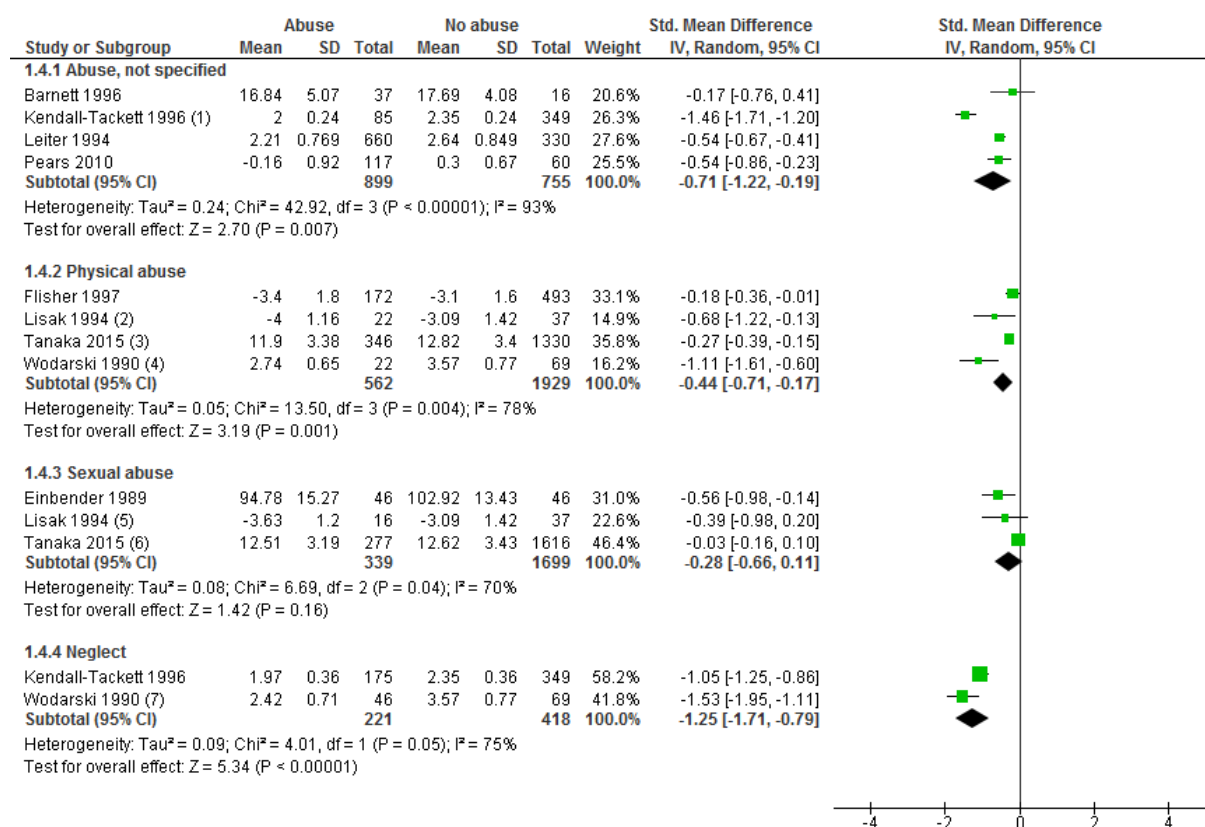 Abuse No abuse Std. Mean Difference Std. Mean Difference
Study or Subgroup Mean SD Total Mean SD Total Weight IV, Random, 95% CI IV, Random, 95% CI
1.4.1 Abuse, not specified
Barnett 1996 16.84 5.07 37 17.69 4.08 16 20.6% -0.17 [-0.76, 0.41]
Kendall-Tackett 1996 (1) 2 0.24 85 2.35 0.24 349 26.3% -1.46 [-1.71, -1.20]
Leiter 1994 2.21 0.769 660 2.64 0.849 330 27.6% -0.54 [-0.67, -0.41]
Pears 2010 -0.16 0.92 117 0.3 0.67 60 25.5% -0.54 [-0.86, -0.23]
Subtotal (95% CI) 899 755 100.0% -0.71 [-1.22, -0.19]
Heterogeneity: Tau² = 0.24; Chi² = 42.92, df = 3 (P < 0.00001); I² = 93%
Test for overall effect: Z = 2.70 (P = 0.007)
1.4.2 Physical abuse
Flisher 1997 -3.4 1.8 172 -3.1 1.6 493 33.1% -0.18 [-0.36, -0.01]
Lisak 1994 (2) -4 1.16 22 -3.09 1.42 37 14.9% -0.68 [-1.22, -0.13]
Tanaka 2015 (3) 11.9 3.38 346 12.82 3.4 1330 35.8% -0.27 [-0.39, -0.15]
Wodarski 1990 (4) 2.74 0.65 22 3.57 0.77 69 16.2% -1.11 [-1.61, -0.60]
Subtotal (95% CI) 562 1929 100.0% -0.44 [-0.71, -0.17]
Heterogeneity: Tau² = 0.05; Chi² = 13.50, df = 3 (P = 0.004); I² = 78%
Test for overall effect: Z = 3.19 (P = 0.001)
1.4.3 Sexual abuse
Einbender 1989 94.78 15.27 46 102.92 13.43 46 31.0% -0.56 [-0.98, -0.14]
Lisak 1994 (5) -3.63 1.2 16 -3.09 1.42 37 22.6% -0.39 [-0.98, 0.20]
Tanaka 2015 (6) 12.51 3.19 277 12.62 3.43 1616 46.4% -0.03 [-0.16, 0.10]
Subtotal (95% CI) 339 1699 100.0% -0.28 [-0.66, 0.11]
Heterogeneity: Tau² = 0.08; Chi² = 6.69, df = 2 (P = 0.04); I² = 70%
Test for overall effect: Z = 1.42 (P = 0.16)
1.4.4 Neglect
Kendall-Tackett 1996 1.97 0.36 175 2.35 0.36 349 58.2% -1.05 [-1.25, -0.86]
Wodarski 1990 (7) 2.42 0.71 46 3.57 0.77 69 41.8% -1.53 [-1.95, -1.11]
Subtotal (95% CI) 221 418 100.0% -1.25 [-1.71, -0.79]
Heterogeneity: Tau² = 0.09; Chi² = 4.01, df = 1 (P = 0.05); I² = 75%
Test for overall effect: Z = 5.34 (P < 0.00001)
-4 -2 0 2 4